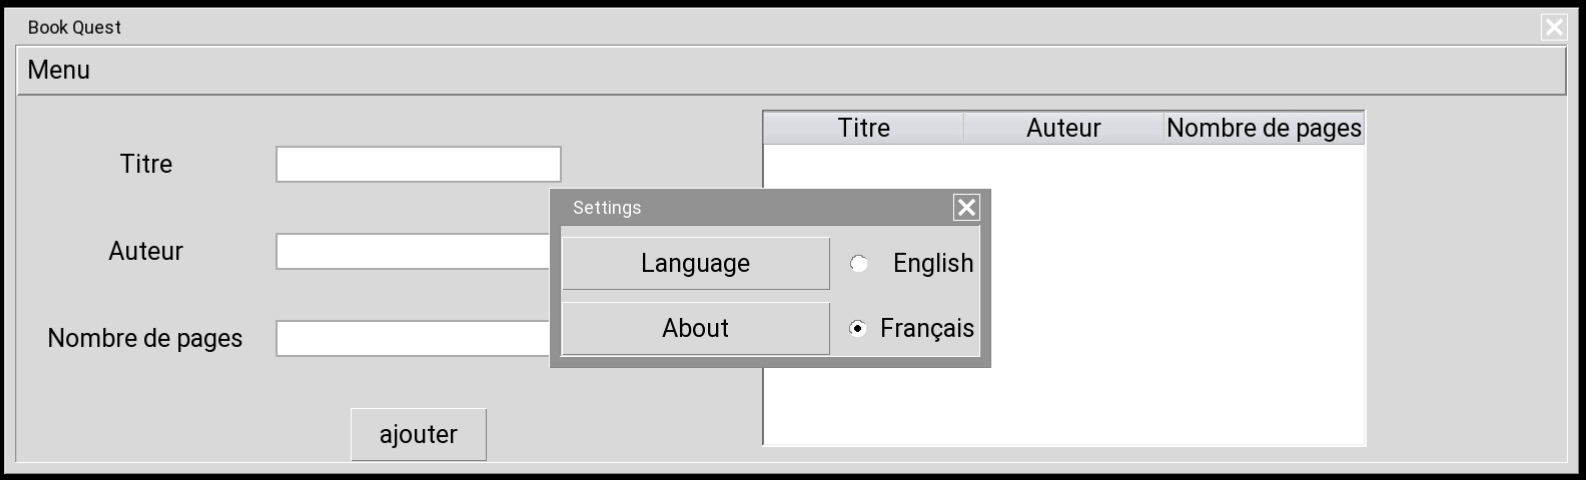 Book Quest
Menu
Titre
Auteur
Nombre de pages
ajouter
Titre Auteur Nombre de pages
Settings
Language English
About Français